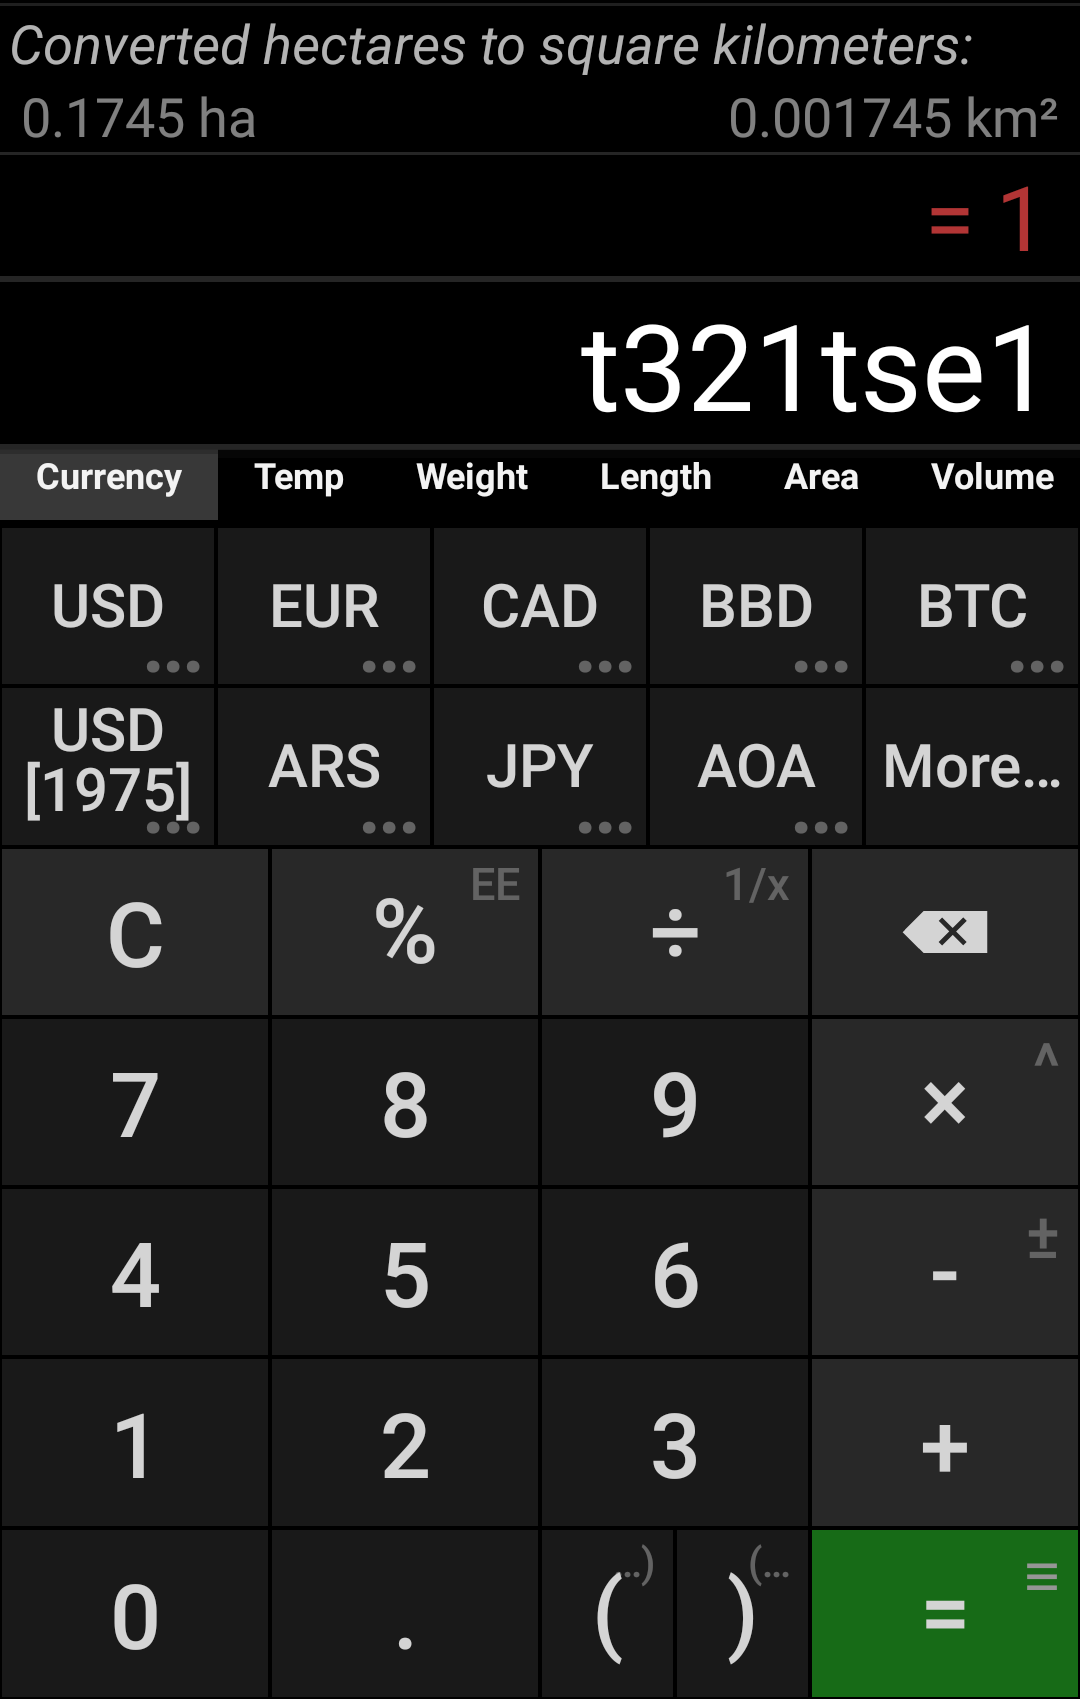 Converted hectares to square kilometers:
0.1745 ha 0.001745 km²
= 1
t321tse1
Currency Temp Weight Length Area Volume
USD EUR CAD BBD BTC
... ... ... ... ...
USD [1975] ARS JPY AOA More...
... ... ... ...
C % EE ÷ 1/x
7 8 9 × ^
4 5 6 - ±
1 2 3 +
0 . ( ..) ) (... = ≡